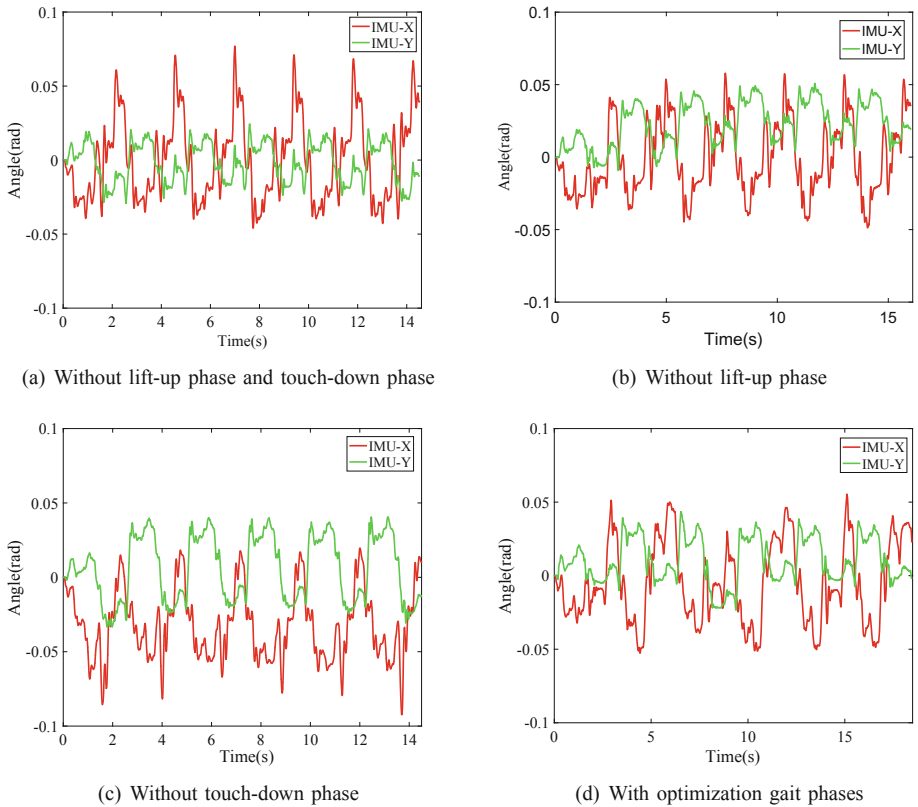 0.1
0.05
0
-0.05
-0.1
Angle(rad)
IMU-X
IMU-Y
0 2 4 6 8 10 12 14
Time(s)
(a) Without lift-up phase and touch-down phase
0.1
0.05
0
-0.05
-0.1
Angle(rad)
IMU-X
IMU-Y
0 5 10 15
Time(s)
(b) Without lift-up phase
0.1
0.05
0
-0.05
-0.1
Angle(rad)
IMU-X
IMU-Y
0 2 4 6 8 10 12 14
Time(s)
(c) Without touch-down phase
0.1
0.05
0
-0.05
-0.1
Angle(rad)
IMU-X
IMU-Y
0 5 10 15
Time(s)
(d) With optimization gait phases